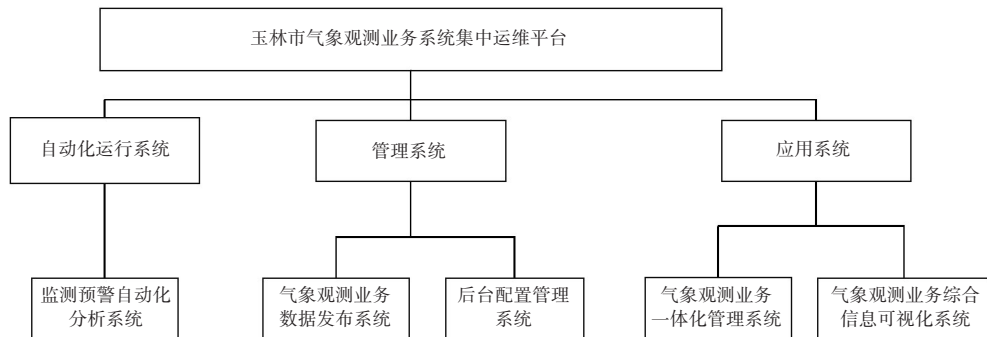 玉林市气象观测业务系统集中运维平台
自动化运行系统
管理系统
应用系统
监测预警自动化
分析系统
气象观测业务
数据发布系统
后台配置管理
系统
气象观测业务
一体化管理系统
气象观测业务综合
信息可视化系统